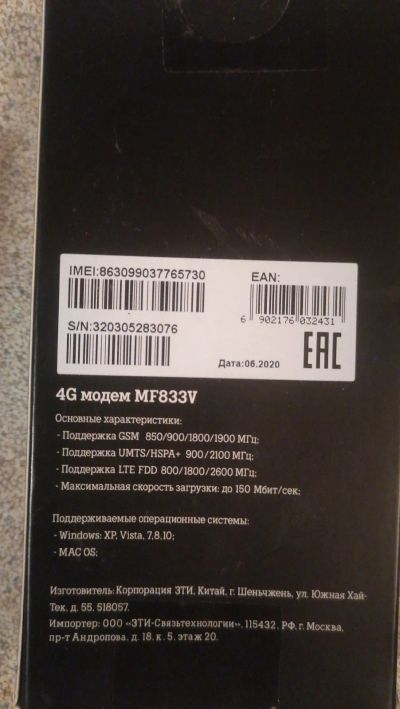 IMEI:863099037765730
EAN:
6 902176 032431
S/N:320305283076
Дата:06.2020
EAC
4G модем MF833V
Основные характеристики:
- Поддержка GSM 850/900/1800/1900 МГц;
- Поддержка UMTS/HSPA+ 900/2100 МГц;
- Поддержка LTE FDD 800/1800/2600 МГц;
- Максимальная скорость загрузки: до 150 Мбит/сек;
Поддерживаемые операционные системы:
- Windows: XP, Vista, 7,8,10;
- MAC OS;
Изготовитель: Корпорация ЗТИ, Китай, г. Шеньчжень, ул. Южная Хай-
Тек, д. 55, 518057.
Импортер: ООО «ЗТИ-Связьтехнологии», 115432, РФ, г. Москва,
пр-т Андропова, д. 18, к. 5, этаж 20.